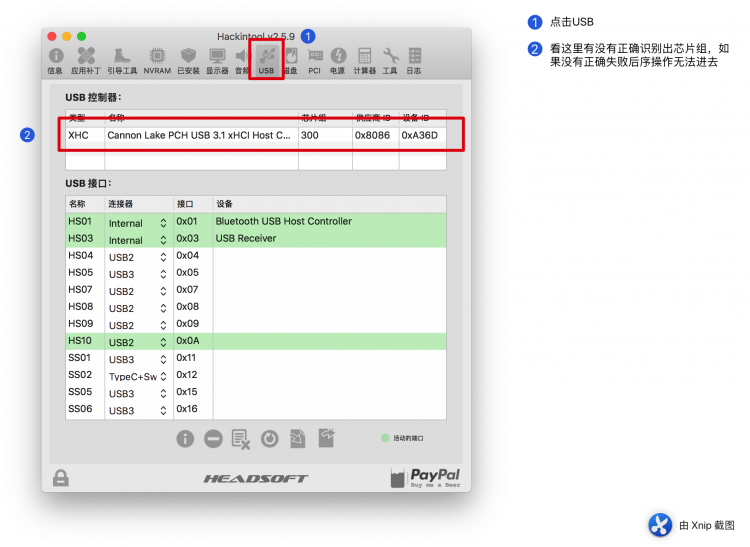 Hackintool v2.5.9
1
信息 应用补丁 引导工具 NVRAM 已安装 显示器 音频 USB 磁盘 PCI 电源 计算器 工具 日志
USB 控制器:
类型 名称 芯片组 供应商 ID 设备 ID
2
XHC Cannon Lake PCH USB 3.1 xHCI Host C... 300 0x8086 0xA36D
USB 接口:
名称 连接器 接口 设备
HS01 Internal 0x01 Bluetooth USB Host Controller
HS03 Internal 0x03 USB Receiver
HS04 USB2 0x04
HS05 USB3 0x05
HS07 USB2 0x07
HS08 USB2 0x08
HS09 USB2 0x09
HS10 USB2 0x0A
SS01 USB3 0x11
SS02 TypeC+Sw 0x12
SS05 USB3 0x15
SS06 USB3 0x16
活动的端口
HEADSOFT
PayPal
Buy me a Beer
1 点击USB
2 看这里有没有正确识别出芯片组，如
果没有正确失败后序操作无法进去
由 Xnip 截图